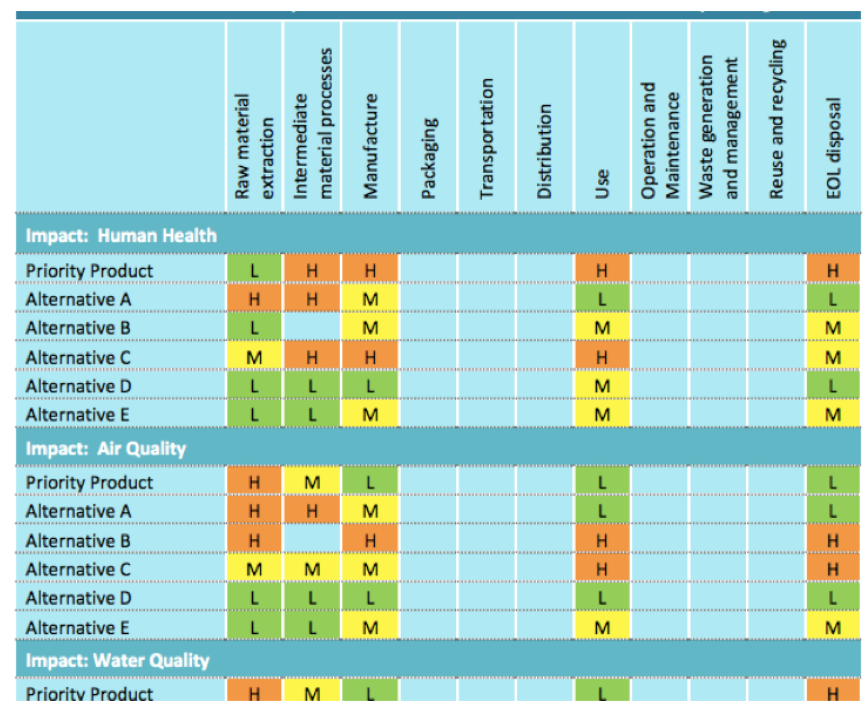 Raw material extraction
Intermediate material processes
Manufacture
Packaging
Transportation
Distribution
Use
Operation and Maintenance
Waste generation and management
Reuse and recycling
EOL disposal
Impact: Human Health
Priority Product L H H H H
Alternative A H H M L L
Alternative B L M M M
Alternative C M H H H M
Alternative D L L L M L
Alternative E L L M M M
Impact: Air Quality
Priority Product H M L L L
Alternative A H H M L L
Alternative B H H H H
Alternative C M M M H H
Alternative D L L L L L
Alternative E L L M M M
Impact: Water Quality
Priority Product H M L L H